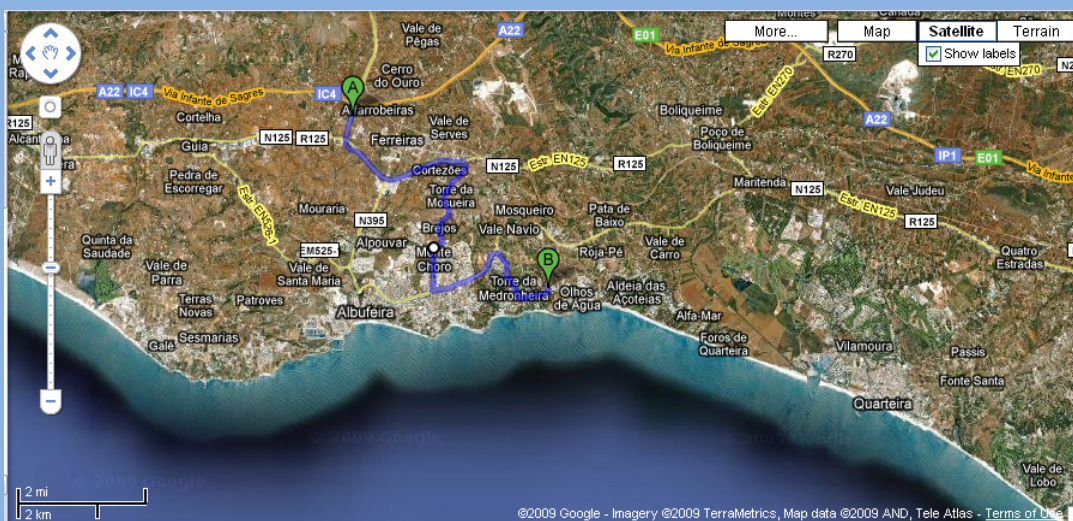 Vale de
Pêgas
A22
E01
Montes
Canada
More...
Map
Satellite
Terrain
Show labels
Via Infante de Sagres
R270
N2
Cerro
do Ouro
A22
IC4
Via Infante de Sagres
IC4
A
Alfarrobeiras
Cortelha
Vale de
Serves
Boliqueime
Estr. EN270
A22
R125
N125
R125
Ferreiras
Guia
Poço de
Boliqueime
IP1
E01
Cortezões
N125
Estr. EN125
R125
Pedra de
Escorregar
Torre da
Mosqueira
Maritenda
N125
Vale Judeu
Estr. EN526-1
Mouraria
N395
Mosqueiro
Pata de
Baixo
Estr. EN125
R125
Brejos
Vale Navio
Quinta da
Saudade
EM525-
Alpouvar
Monte
Choro
Roja-Pé
Vale de
Carro
Quatro
Estradas
B
Vale de
Parra
Vale de
Santa Maria
Torre da
Medronheira
Olhos
de Agua
Aldeia das
Açoteias
Terras
Novas
Patroves
Albufeira
Alfa-Mar
Galé
Sesmarias
Foros de
Quarteira
Vilamoura
Passis
Fonte Santa
Quarteira
Vale de
Lobo
© 2009 Google
2 mi
2 km
©2009 Google - Imagery ©2009 TerraMetrics, Map data ©2009 AND, Tele Atlas - Terms of Use